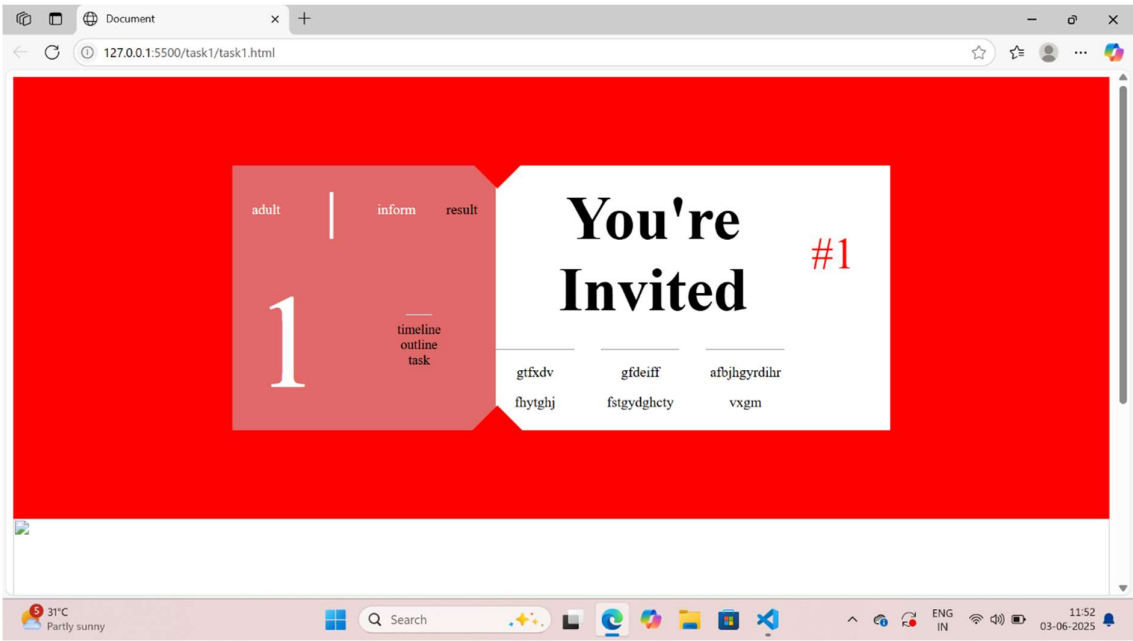 Document
127.0.0.1:5500/task1/task1.html
adult inform result
You're
Invited
#1
1
timeline
outline
task
gtfxdv gfdeiff afbjhgyrdihr
fhytghj fstgydghcty vxgm
5 31°C
Partly sunny
Search
ENG
IN
11:52
03-06-2025